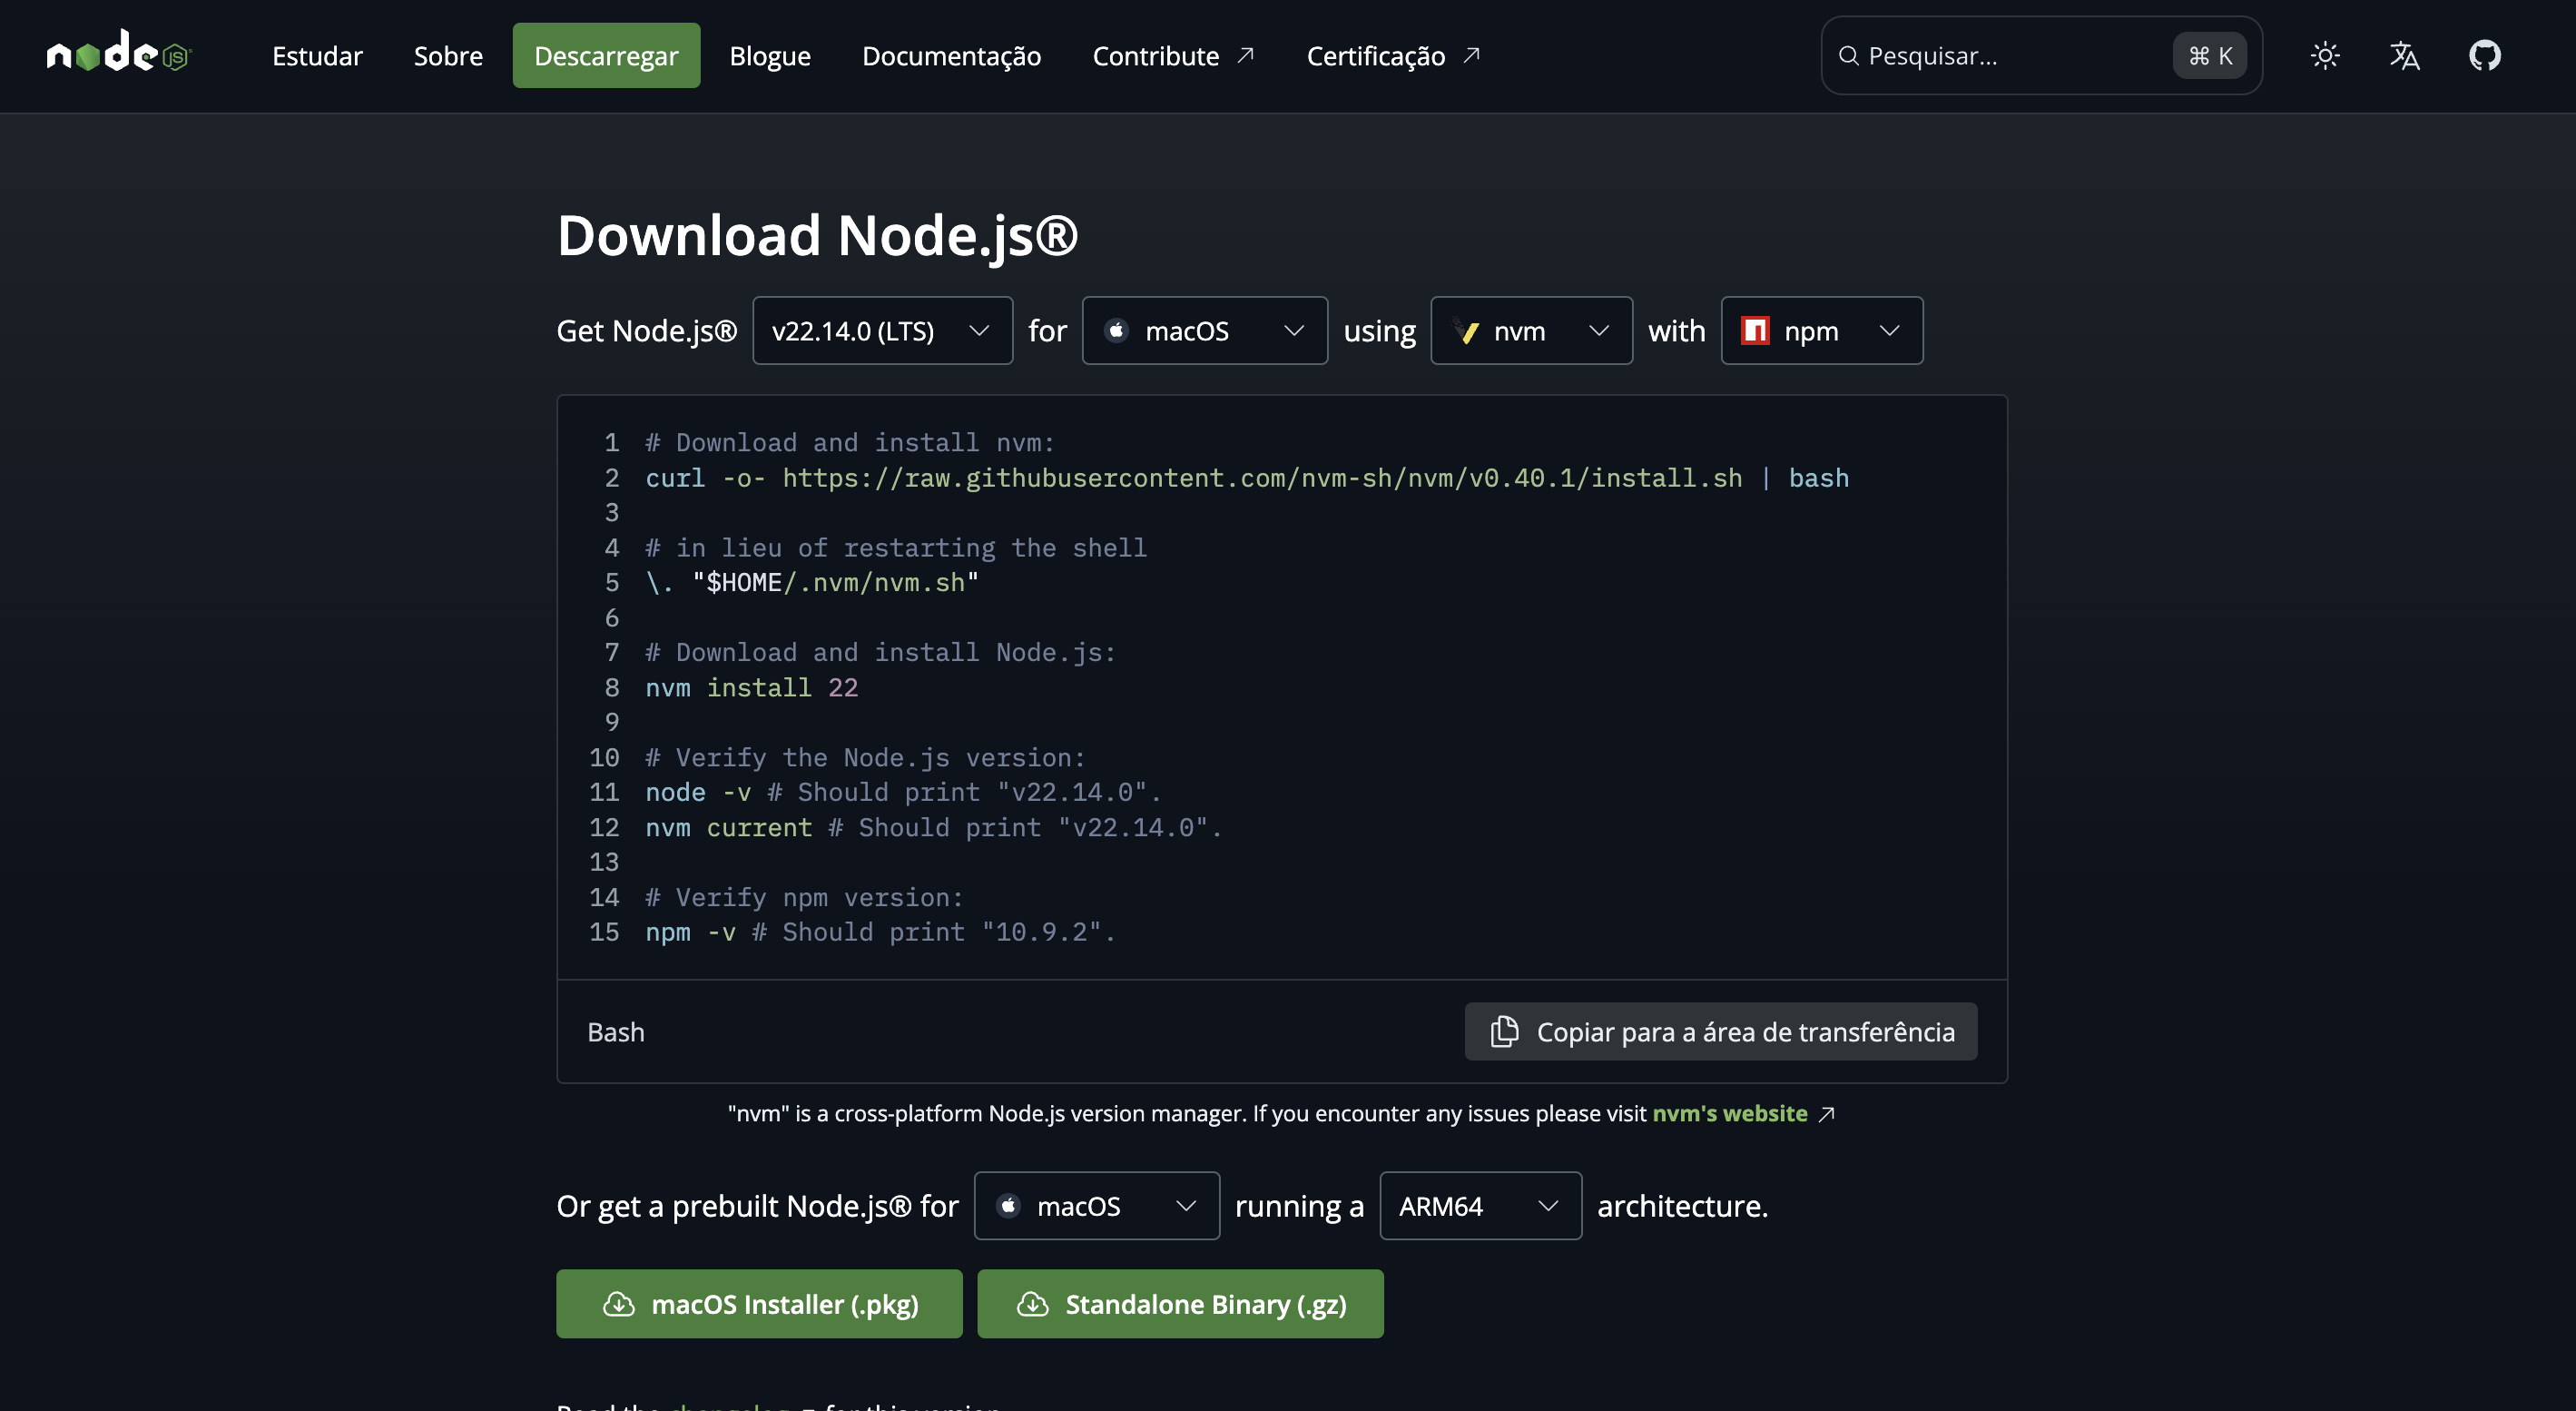 node JS
Estudar
Sobre
Descarregar
Blogue
Documentação
Contribute
Certificação
Pesquisar...
⌘ K
Download Node.js®
Get Node.js® v22.14.0 (LTS) for macOS using nvm with npm
1 # Download and install nvm:
2 curl -o- https://raw.githubusercontent.com/nvm-sh/nvm/v0.40.1/install.sh | bash
3
4 # in lieu of restarting the shell
5 \. "$HOME/.nvm/nvm.sh"
6
7 # Download and install Node.js:
8 nvm install 22
9
10 # Verify the Node.js version:
11 node -v # Should print "v22.14.0".
12 nvm current # Should print "v22.14.0".
13
14 # Verify npm version:
15 npm -v # Should print "10.9.2".
Bash
Copiar para a área de transferência
"nvm" is a cross-platform Node.js version manager. If you encounter any issues please visit nvm's website
Or get a prebuilt Node.js® for macOS running a ARM64 architecture.
macOS Installer (.pkg)
Standalone Binary (.gz)
Read the changelog for this version